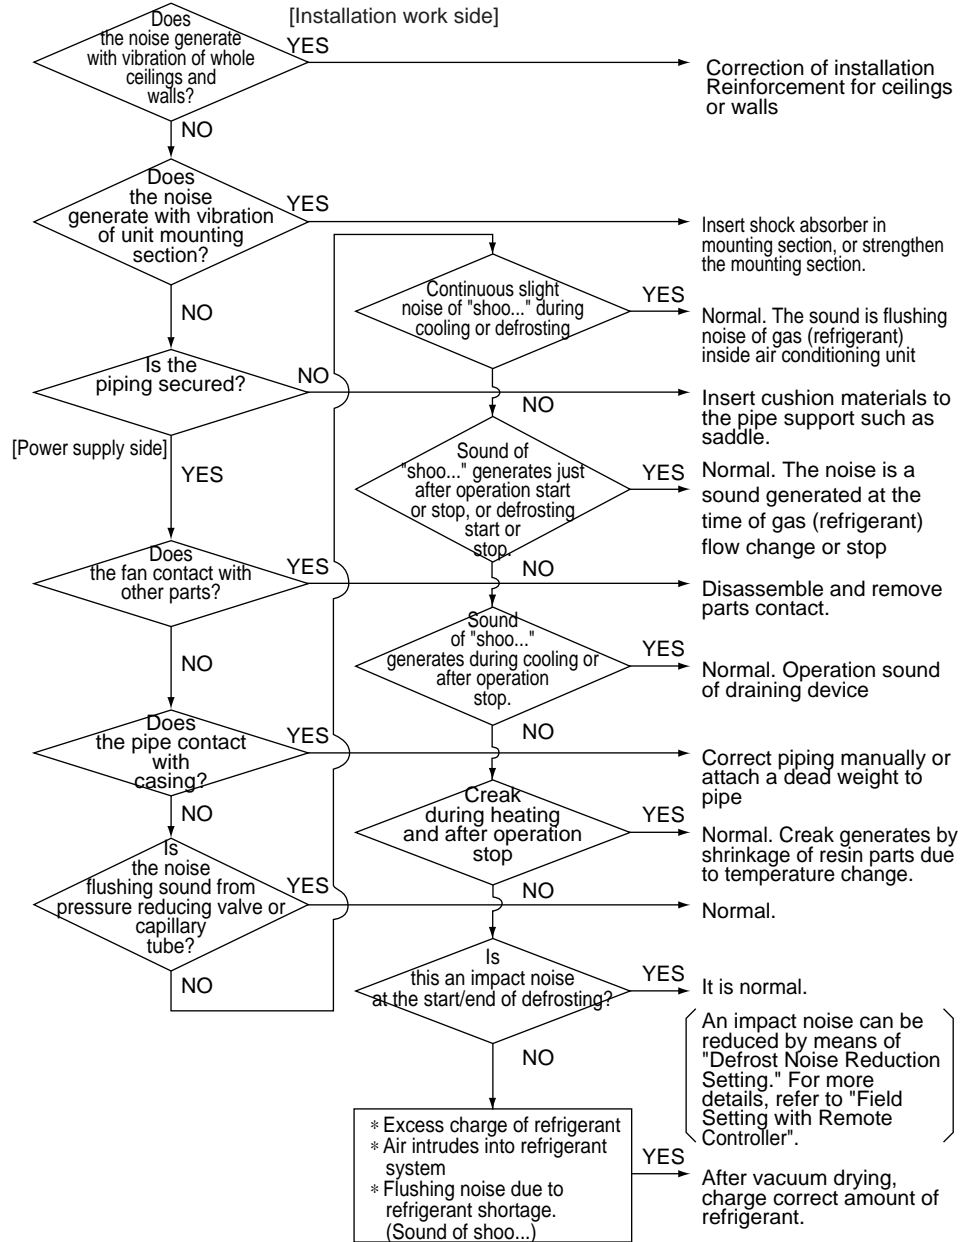 [Installation work side]
Does
the noise generate
with vibration of whole
ceilings and
walls?
YES
Correction of installation
Reinforcement for ceilings
or walls
NO
Does
the noise
generate with vibration
of unit mounting
section?
YES
Insert shock absorber in
mounting section, or strengthen
the mounting section.
NO
Is the
piping secured?
NO
Insert cushion materials to
the pipe support such as
saddle.
[Power supply side]
YES
Does
the fan contact with
other parts?
YES
Disassemble and remove
parts contact.
NO
Does
the pipe contact
with
casing?
YES
Correct piping manually or
attach a dead weight to
pipe
NO
Is
the noise
flushing sound from
pressure reducing valve or
capillary
tube?
YES
Normal.
NO
Continuous slight
noise of "shoo..." during
cooling or defrosting
YES
Normal. The sound is flushing
noise of gas (refrigerant)
inside air conditioning unit
NO
Sound of
"shoo..." generates just
after operation start
or stop, or defrosting
start or
stop.
YES
Normal. The noise is a
sound generated at the
time of gas (refrigerant)
flow change or stop
NO
Sound
of "shoo..."
generates during cooling or
after operation
stop.
YES
Normal. Operation sound
of draining device
NO
Creak
during heating
and after operation
stop
YES
Normal. Creak generates by
shrinkage of resin parts due
to temperature change.
NO
Is
this an impact noise
at the start/end of defrosting?
YES
It is normal.
An impact noise can be
reduced by means of
"Defrost Noise Reduction
Setting." For more
details, refer to "Field
Setting with Remote
Controller".
NO
* Excess charge of refrigerant
* Air intrudes into refrigerant
system
* Flushing noise due to
refrigerant shortage.
(Sound of shoo...)
YES
After vacuum drying,
charge correct amount of
refrigerant.